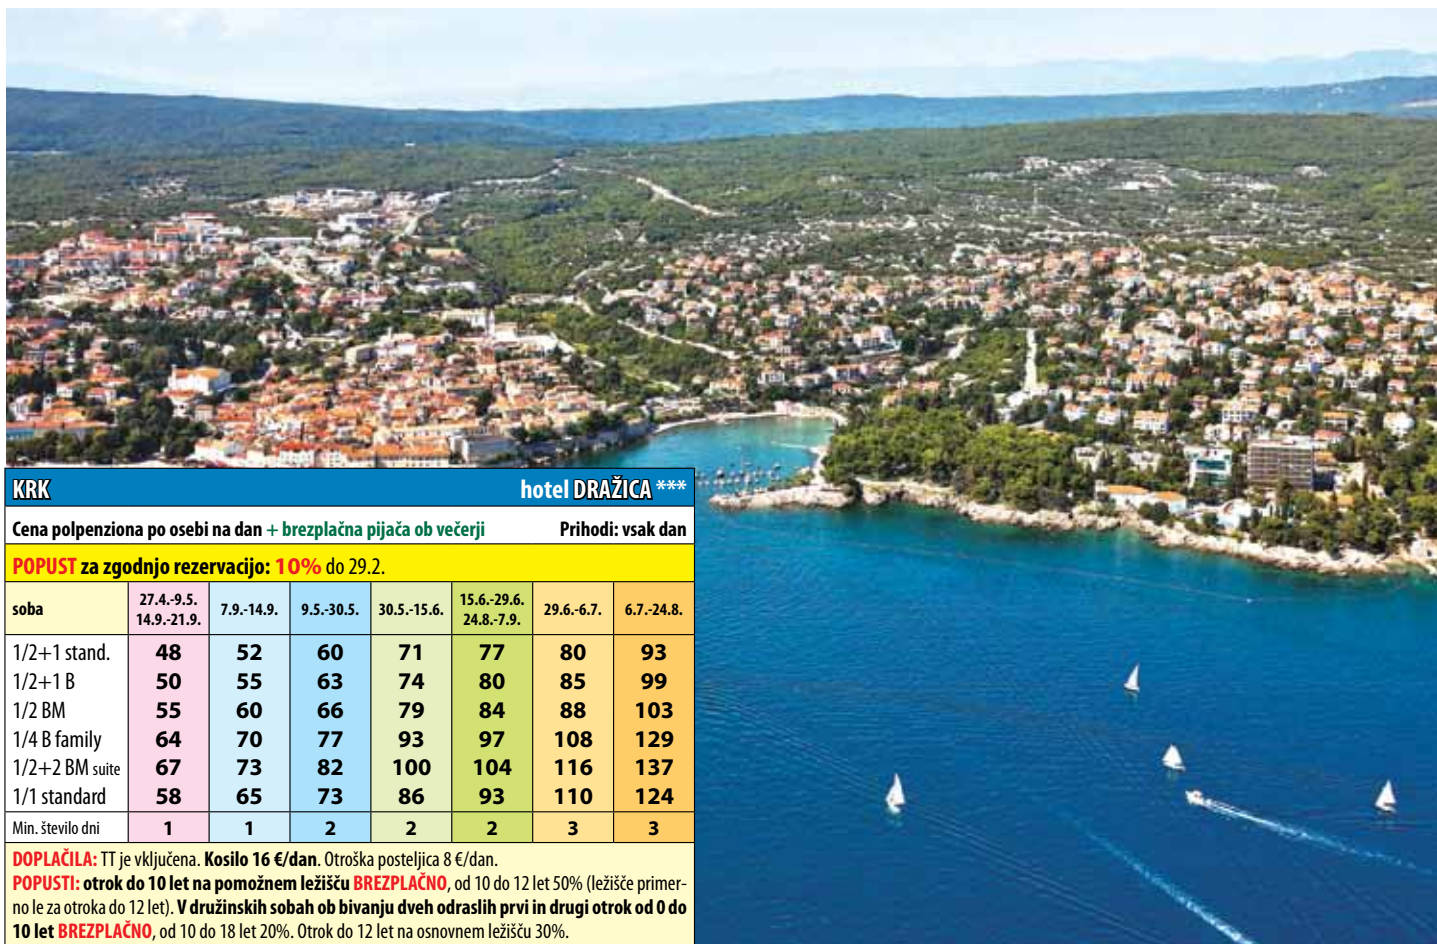 KRK hotel DRAŽICA ***
Cena polpenziona po osebi na dan + brezplačna pijača ob večerji Prihodi: vsak dan
POPUST za zgodnjo rezervacijo: 10% do 29.2.
soba 27.4.-9.5. 14.9.-21.9. 7.9.-14.9. 9.5.-30.5. 30.5.-15.6. 15.6.-29.6. 24.8.-7.9. 29.6.-6.7. 6.7.-24.8.
1/2+1 stand. 48 52 60 71 77 80 93
1/2+1 B 50 55 63 74 80 85 99
1/2 BM 55 60 66 79 84 88 103
1/4 B family 64 70 77 93 97 108 129
1/2+2 BM suite 67 73 82 100 104 116 137
1/1 standard 58 65 73 86 93 110 124
Min. število dni 1 1 2 2 2 3 3
DOPLAČILA: TT je vključena. Kosilo 16 €/dan. Otroška posteljica 8 €/dan.
POPUSTI: otrok do 10 let na pomožnem ležišču BREZPLAČNO, od 10 do 12 let 50% (ležišče primer-
no le za otroka do 12 let). V družinskih sobah ob bivanju dveh odraslih prvi in drugi otrok od 0 do
10 let BREZPLAČNO, od 10 do 18 let 20%. Otrok do 12 let na osnovnem ležišču 30%.